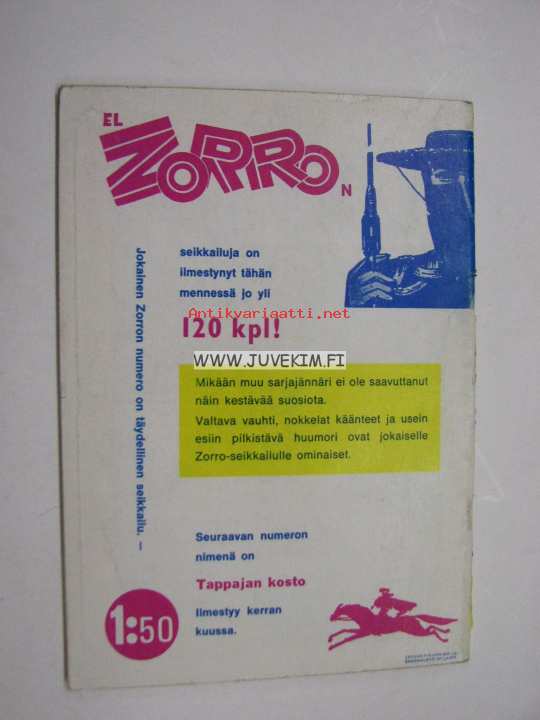 EL
ZORRO
N
seikkailuja on
ilmestynyt tähän
mennessä jo yli
120 kpl!
Antikvariaatti.net
WWW.JUVEKIM.FI
Mikään muu sarjajännäri ei ole saavuttanut
näin kestävää suosiota.
Valtava vauhti, nokkelat käänteet ja usein
esiin pilkistävä huumori ovat jokaiselle
Zorro-seikkailulle ominaiset.
Jokainen Zorron numero on täydellinen seikkailu. —
Seuraavan numeron
nimenä on
Tappajan kosto
Ilmestyy kerran
kuussa.
1:50